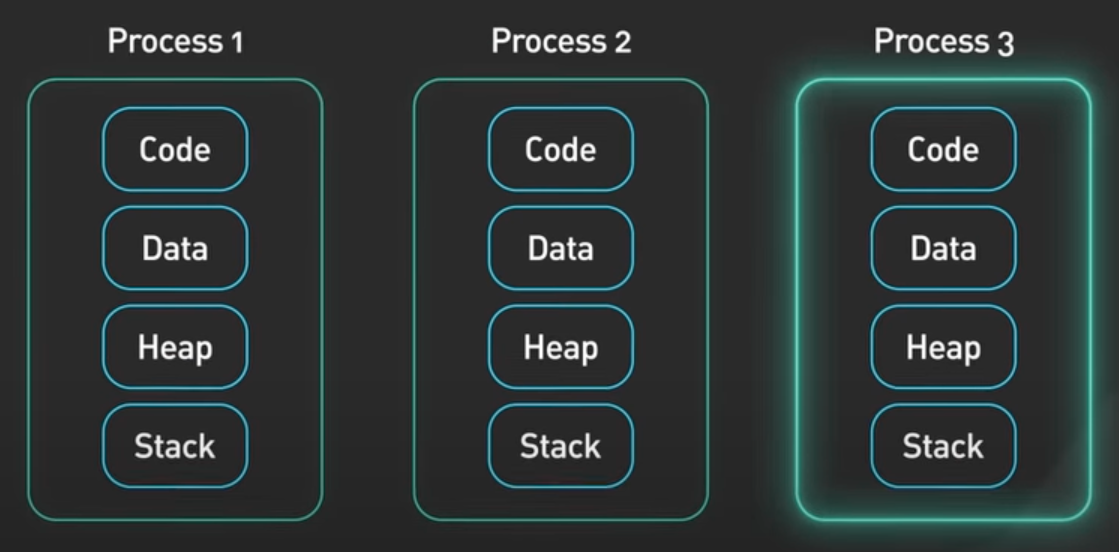 Process 1
Process 2
Process 3
Code
Code
Code
Data
Data
Data
Heap
Heap
Heap
Stack
Stack
Stack